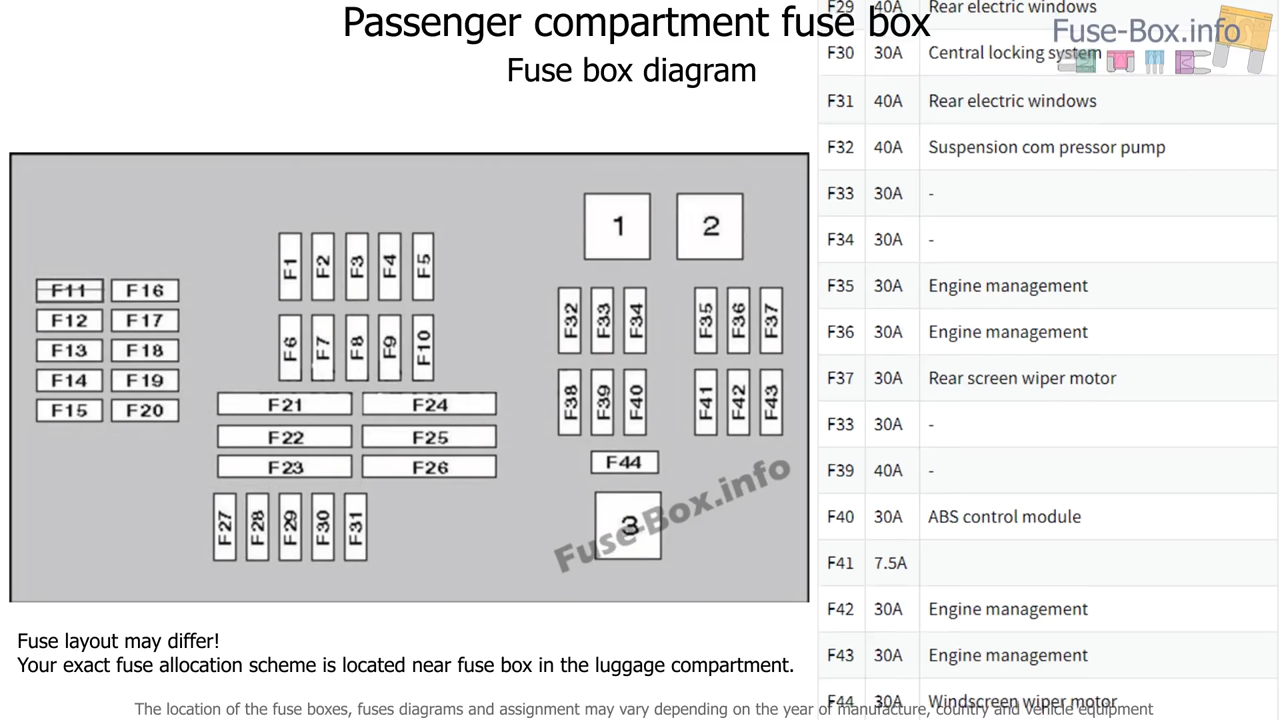 Passenger compartment fuse box
Fuse box diagram
Fuse-Box.info
F29 40A Rear electric windows
F30 30A Central locking system
F31 40A Rear electric windows
F32 40A Suspension com pressor pump
F33 30A -
F34 30A -
F35 30A Engine management
F36 30A Engine management
F37 30A Rear screen wiper motor
F33 30A -
F39 40A -
F40 30A ABS control module
F41 7.5A
F42 30A Engine management
F43 30A Engine management
F44 30A Windscreen wiper motor
1 2
F1 F2 F3 F4 F5
F11 F16
F12 F17
F13 F18
F14 F19
F15 F20
F6 F7 F8 F9 F10
F32 F33 F34 F35 F36 F37
F21 F24
F22 F25
F23 F26
F38 F39 F40 F41 F42 F43
F44
F27 F28 F29 F30 F31
3
Fuse-Box.info
Fuse layout may differ!
Your exact fuse allocation scheme is located near fuse box in the luggage compartment.
The location of the fuse boxes, fuses diagrams and assignment may vary depending on the year of manufacture, country and vehicle equipment